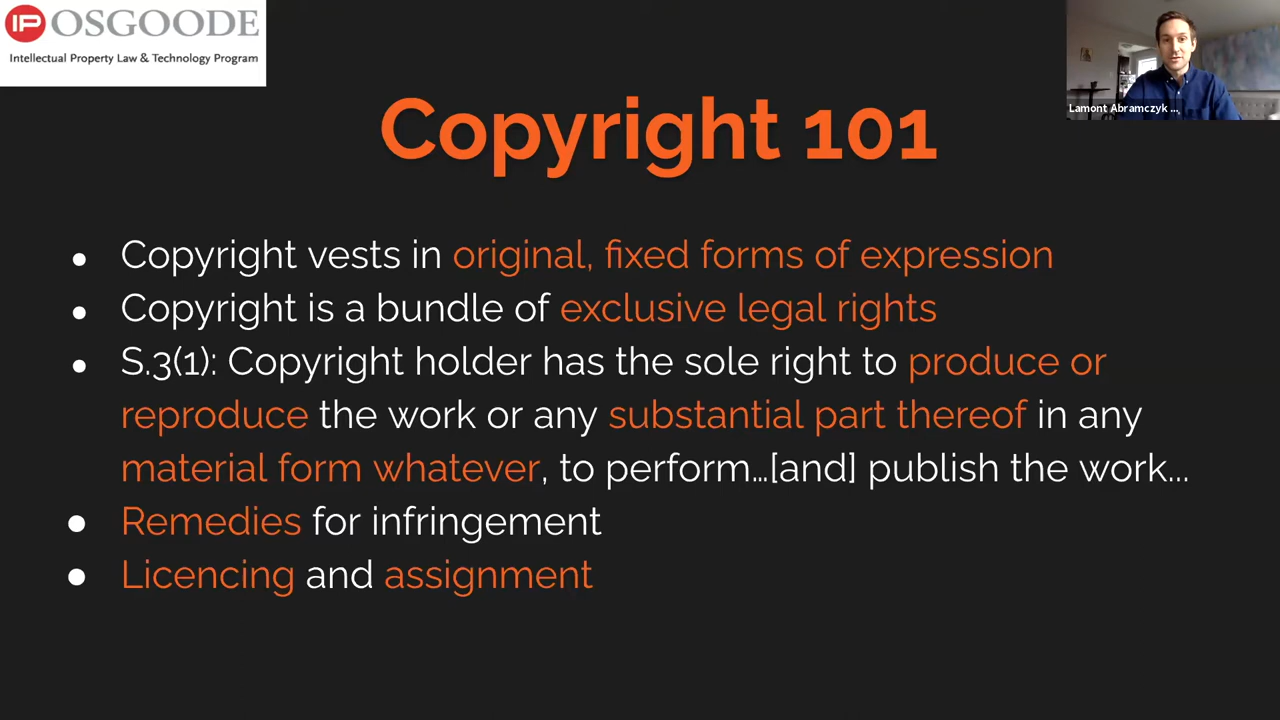 IP OSGOODE
Intellectual Property Law & Technology Program
Lamont Abramczyk ...
Copyright 101
● Copyright vests in original, fixed forms of expression
● Copyright is a bundle of exclusive legal rights
● S.3(1): Copyright holder has the sole right to produce or
reproduce the work or any substantial part thereof in any
material form whatever, to perform...[and] publish the work...
● Remedies for infringement
● Licencing and assignment